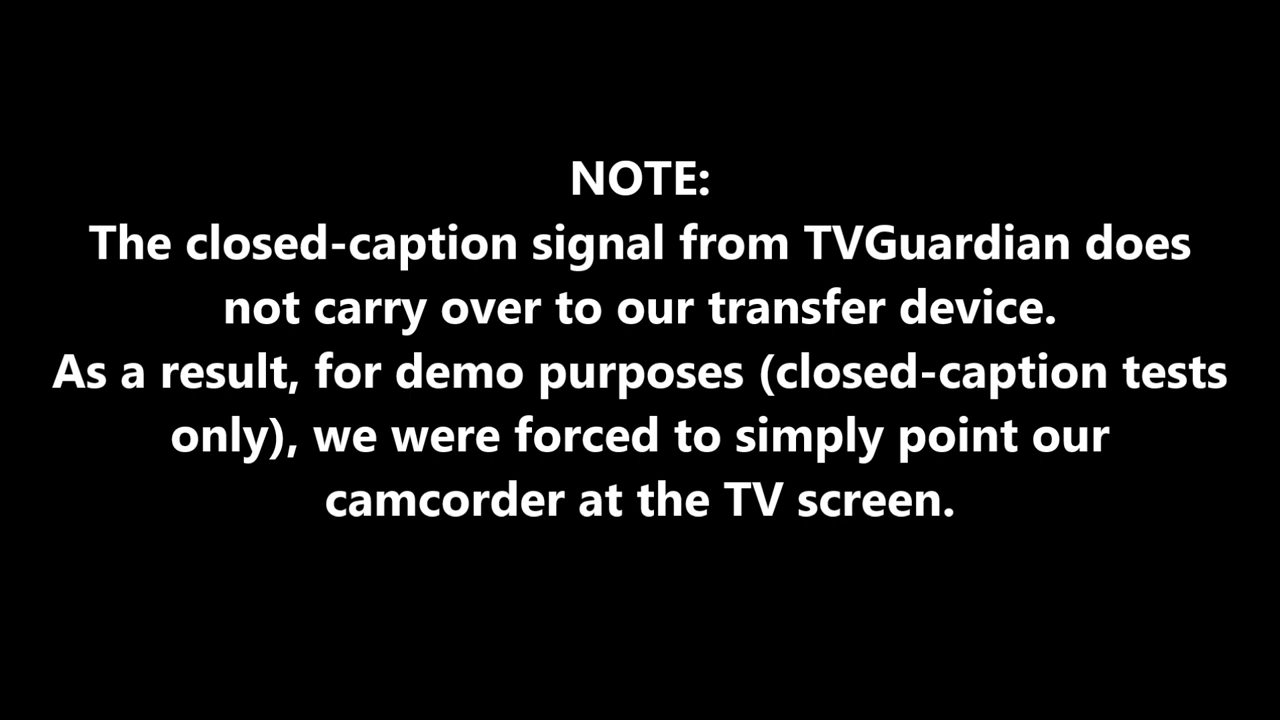 NOTE:
The closed-caption signal from TVGuardian does
not carry over to our transfer device.
As a result, for demo purposes (closed-caption tests
only), we were forced to simply point our
camcorder at the TV screen.